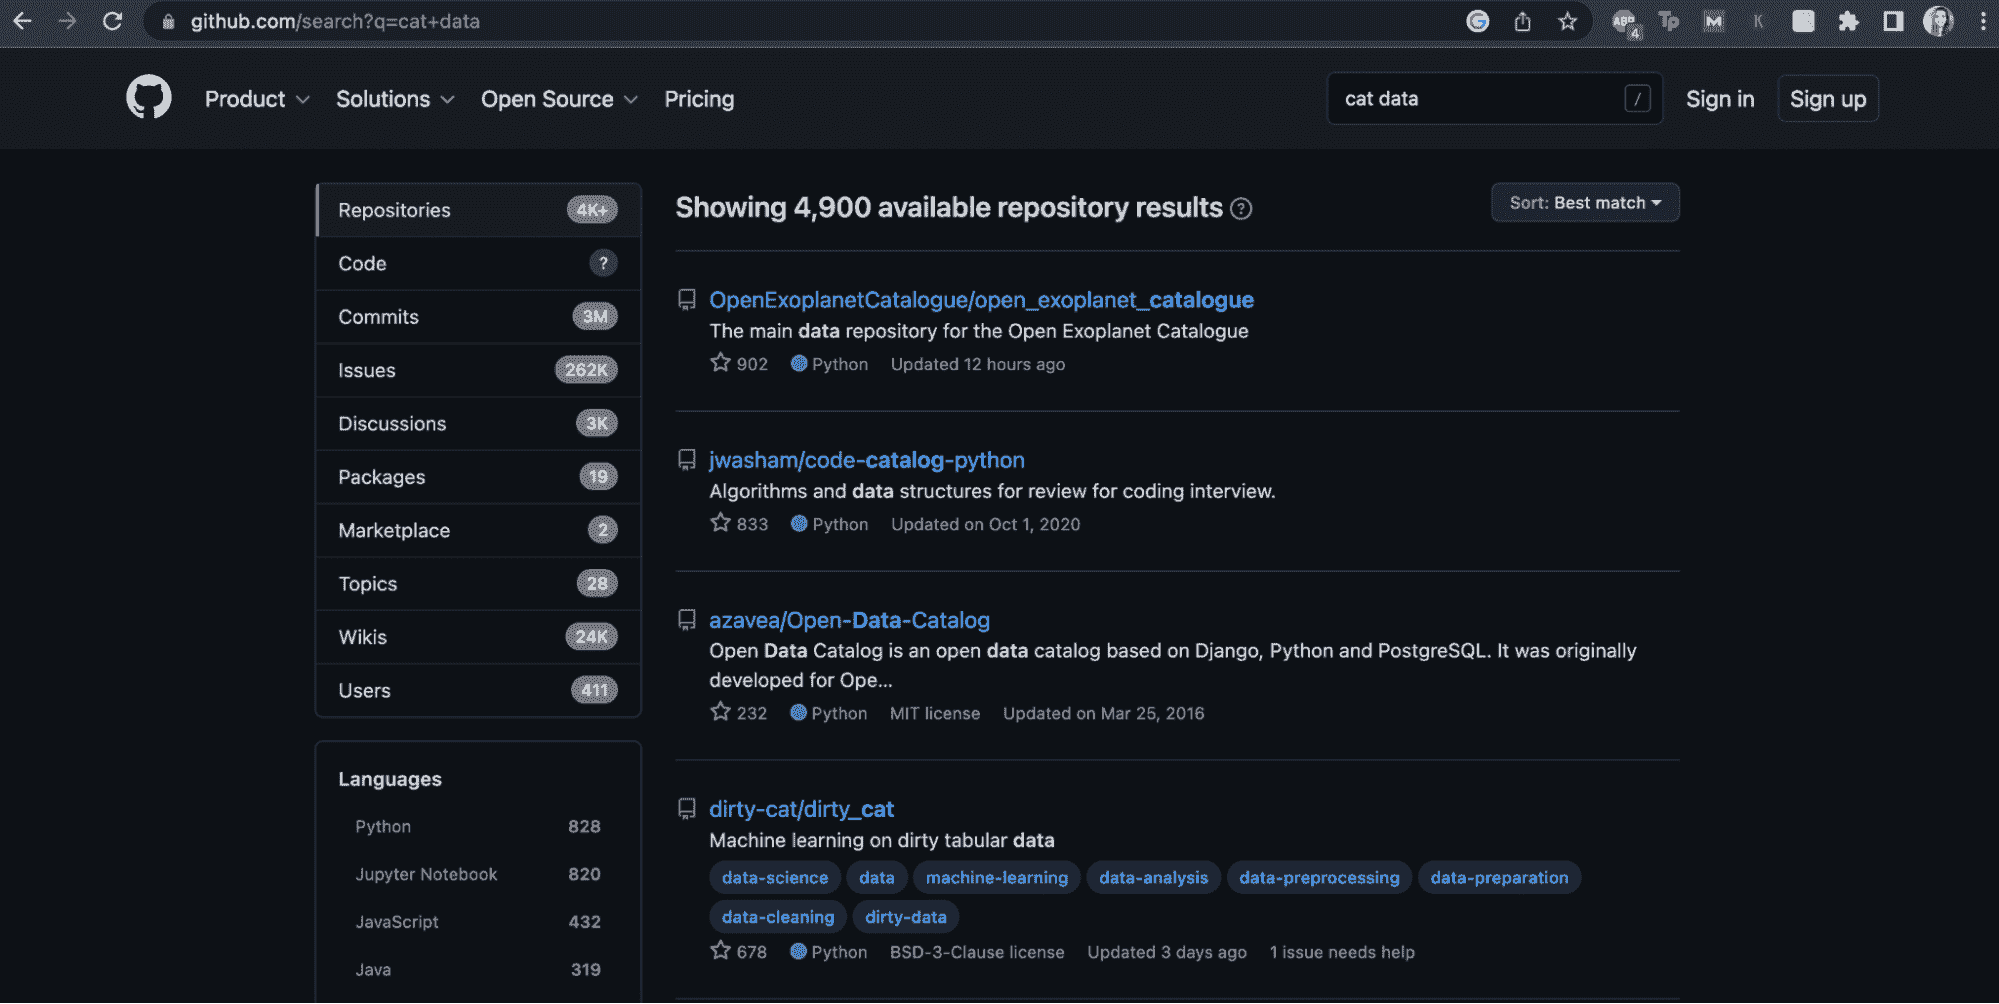 github.com/search?q=cat+data
4
Tp
M
K
Product
Solutions
Open Source
Pricing
cat data
/
Sign in
Sign up
Repositories 4K+
Code ?
Commits 3M
Issues 262K
Discussions 3K
Packages 19
Marketplace 2
Topics 28
Wikis 24K
Users 411
Languages
Python 828
Jupyter Notebook 820
JavaScript 432
Java 319
Showing 4,900 available repository results ?
Sort: Best match
OpenExoplanetCatalogue/open_exoplanet_catalogue
The main data repository for the Open Exoplanet Catalogue
902 Python Updated 12 hours ago
jwasham/code-catalog-python
Algorithms and data structures for review for coding interview.
833 Python Updated on Oct 1, 2020
azavea/Open-Data-Catalog
Open Data Catalog is an open data catalog based on Django, Python and PostgreSQL. It was originally
developed for Ope...
232 Python MIT license Updated on Mar 25, 2016
dirty-cat/dirty_cat
Machine learning on dirty tabular data
data-science data machine-learning data-analysis data-preprocessing data-preparation
data-cleaning dirty-data
678 Python BSD-3-Clause license Updated 3 days ago 1 issue needs help